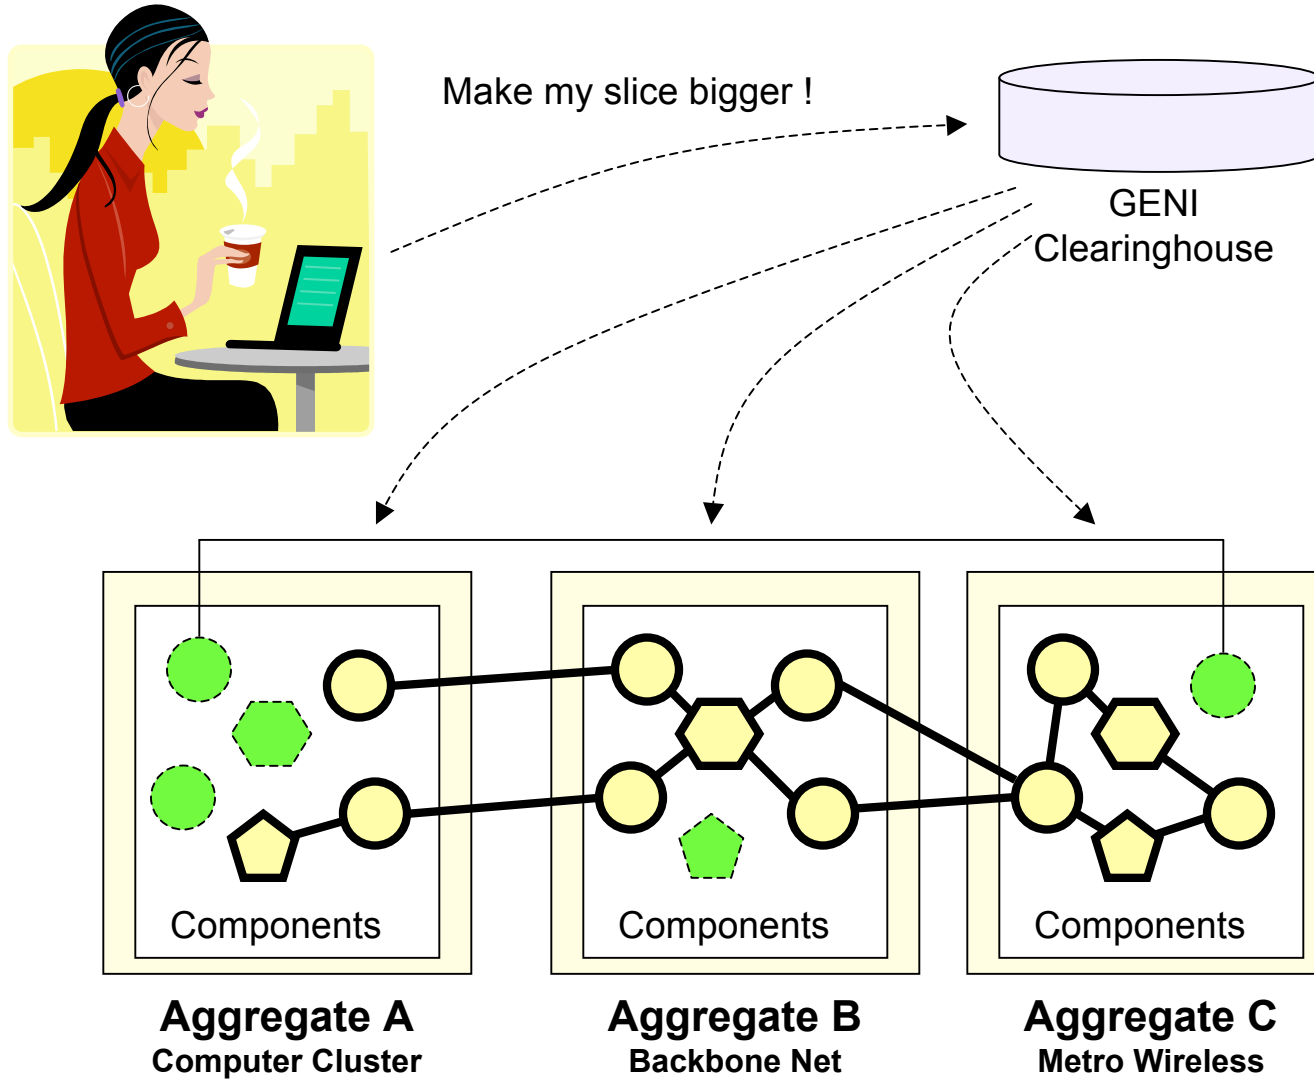 Make my slice bigger !
GENI
Clearinghouse
Components
Components
Components
Aggregate A
Computer Cluster
Aggregate B
Backbone Net
Aggregate C
Metro Wireless